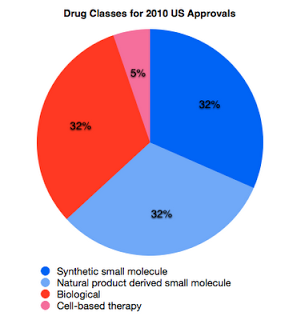 Drug Classes for 2010 US Approvals
5%
32%
32%
32%
Synthetic small molecule
Natural product derived small molecule
Biological
Cell-based therapy